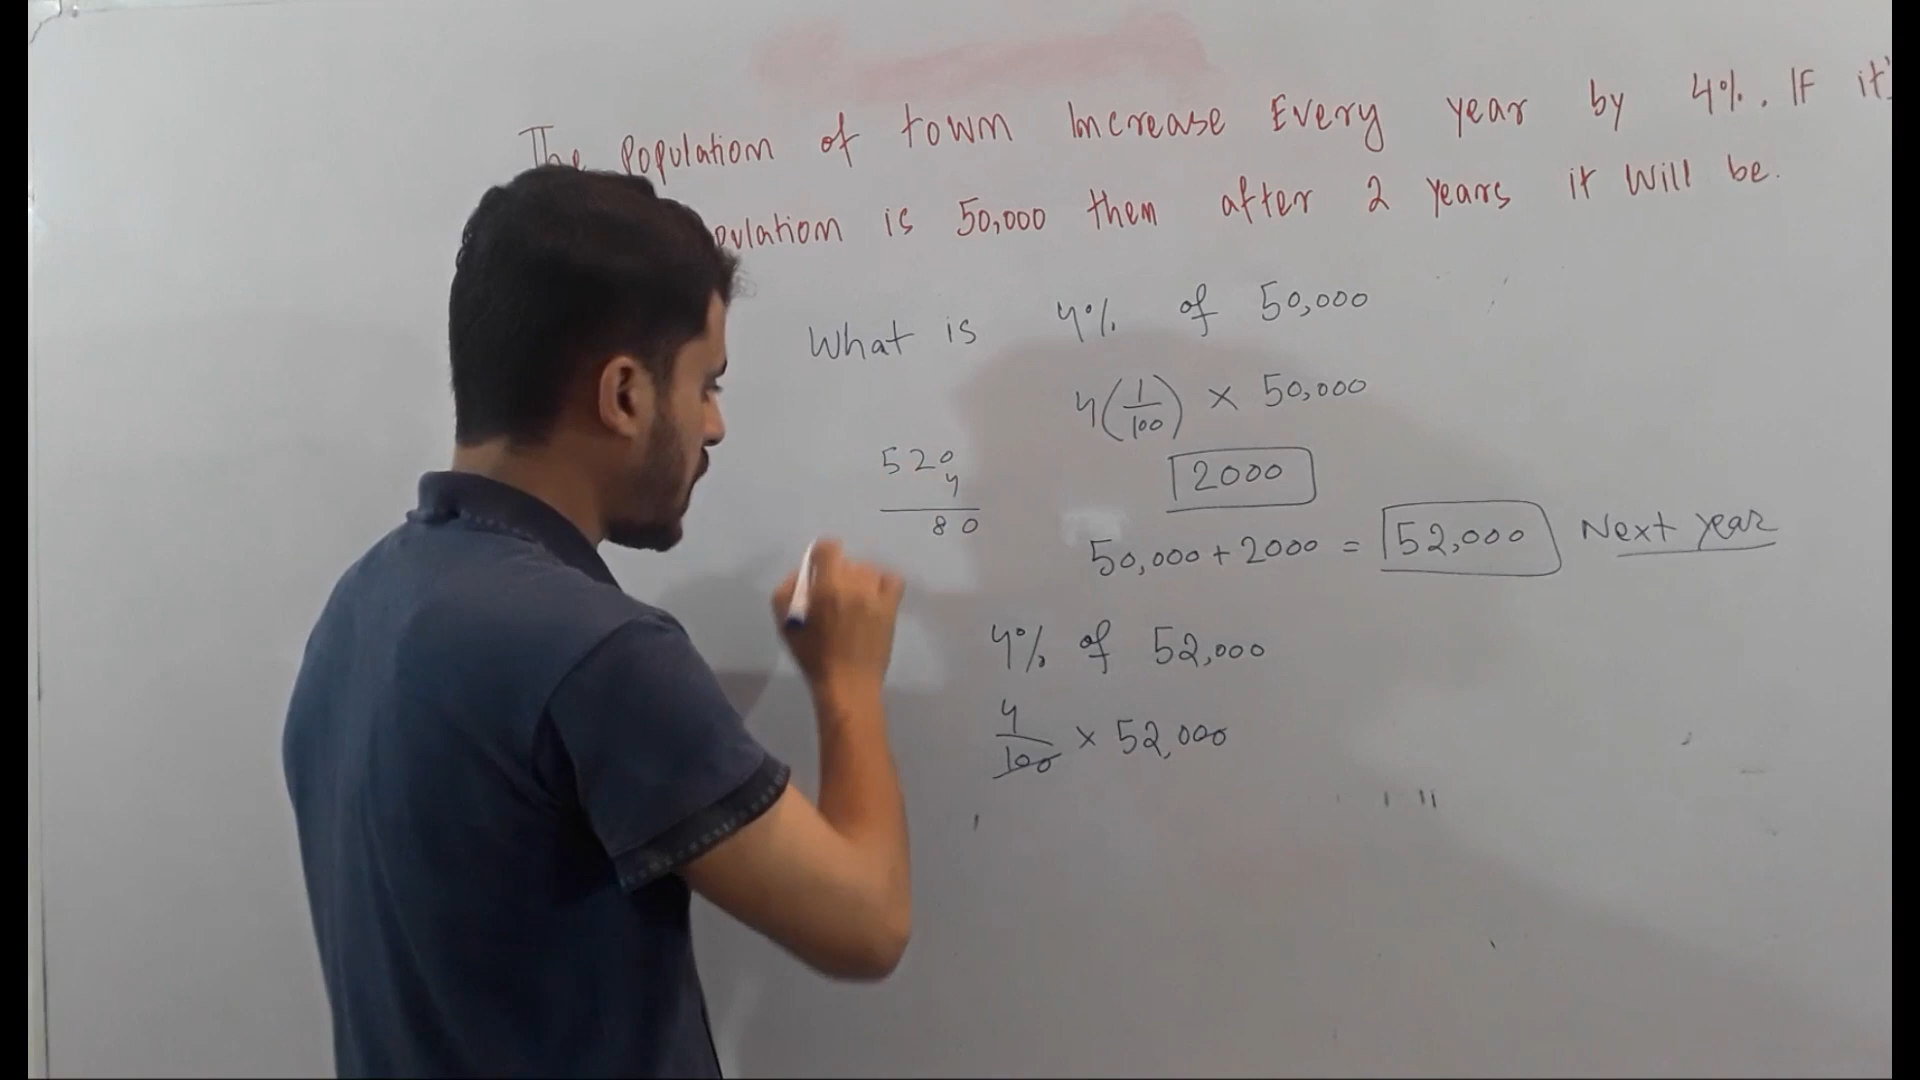 The Population of town Increase Every year by 4%. IF it's
pulation is 50,000 then after 2 years it will be.
What is 4% of 50,000
4(1/100) × 50,000
520
4
80
2000
50,000 + 2000 = 52,000 Next year
4% of 52,000
4/100 × 52,000